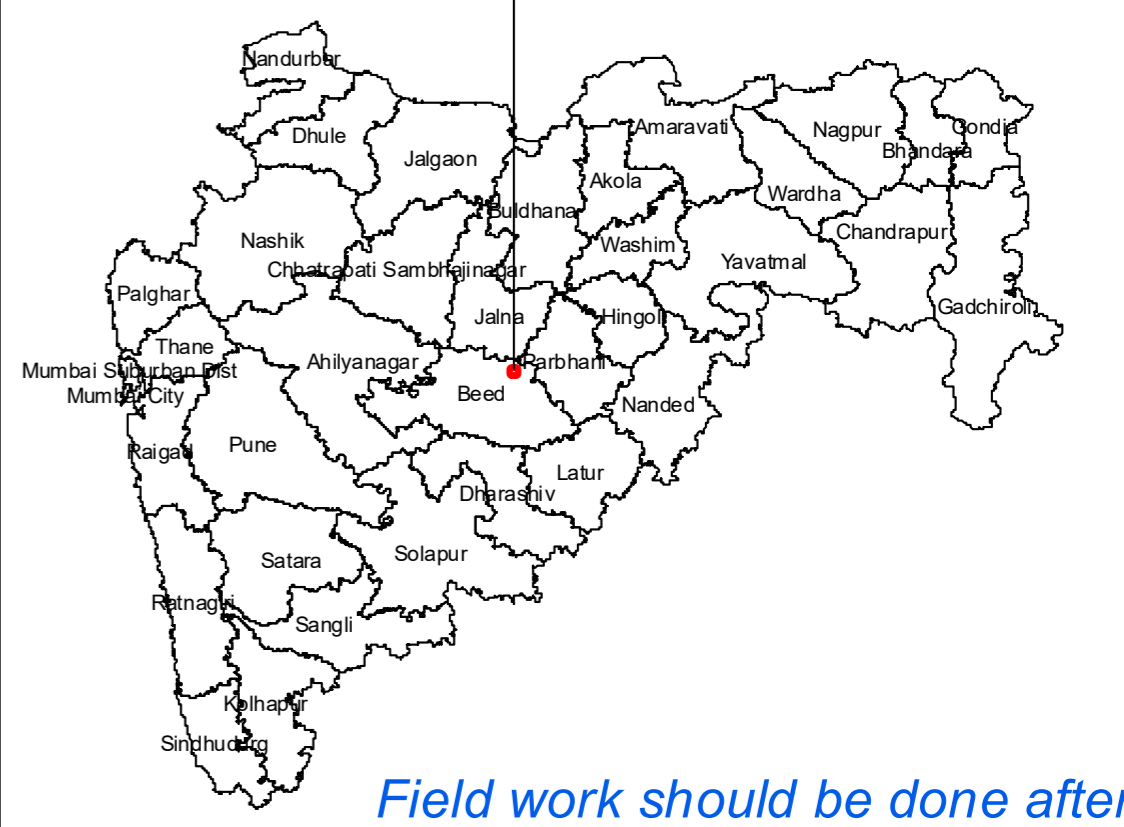 Nandurbar
Dhule
Jalgaon
Amaravati
Nagpur
Gondia
Bhandara
Akola
Wardha
Buldhana
Nashik
Washim
Chandrapur
Chhatrapati Sambhajinagar
Yavatmal
Palghar
Gadchiroli
Jalna
Hingoli
Thane
Ahilyanagar
Parbhani
Mumbai Suburban Dist
Beed
Mumbai City
Nanded
Raigad
Pune
Latur
Dharashiv
Solapur
Satara
Ratnagiri
Sangli
Kolhapur
Sindhudurg
Field work should be done after